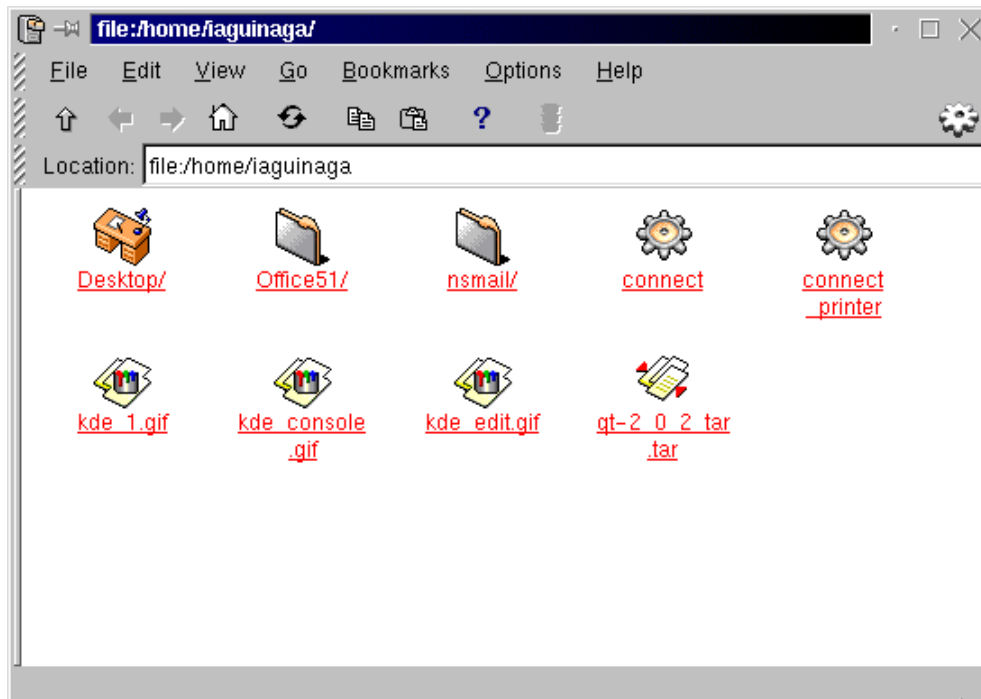 file:/home/iaguinaga/
File Edit View Go Bookmarks Options Help
?
Location: file:/home/iaguinaga
Desktop/ Office51/ nsmail/ connect connect
_printer
kde_1.gif kde_console kde_edit.gif qt-2_0_2_tar
.gif .tar